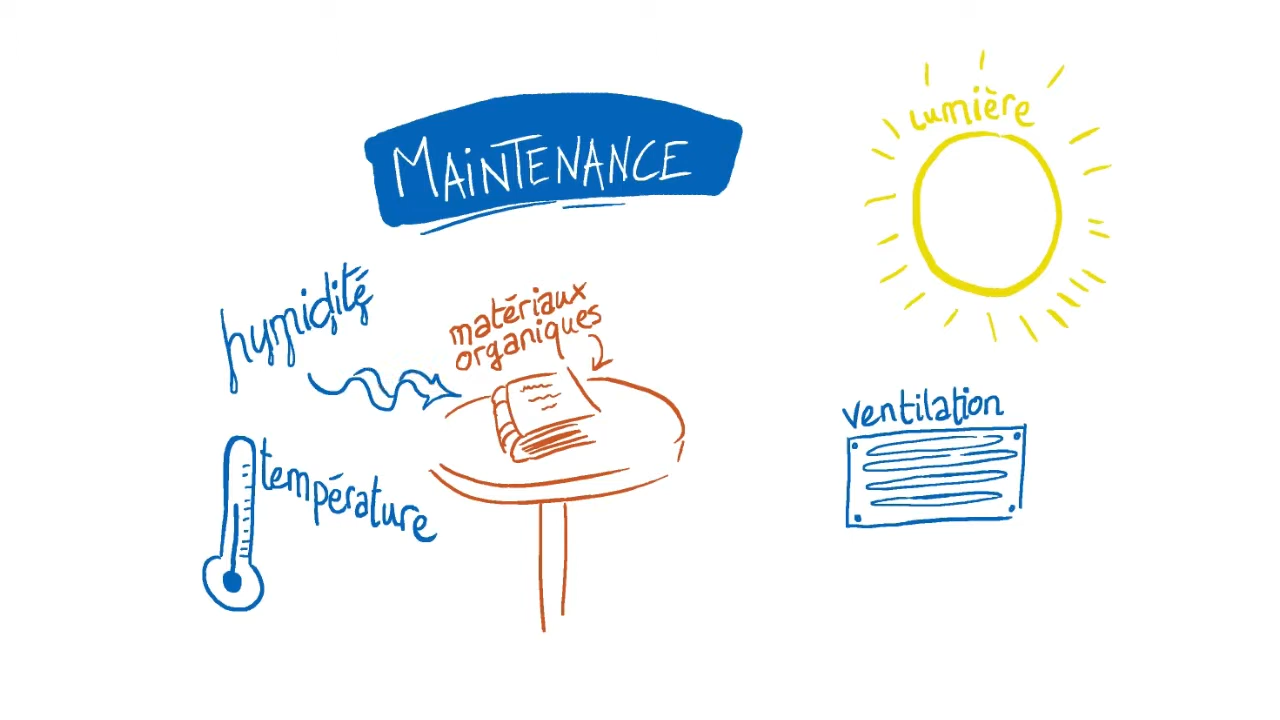 MAINTENANCE
lumière
humidité
matériaux
organiques
ventilation
température